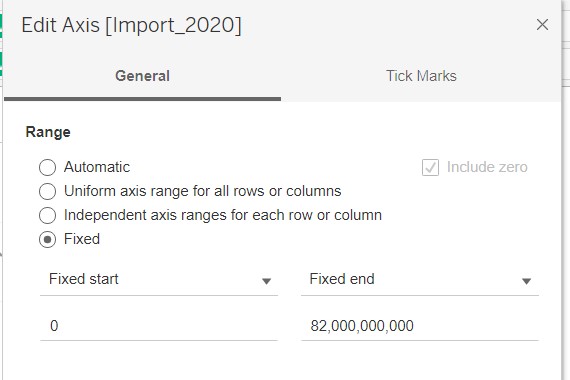 Edit Axis [Import_2020]
General Tick Marks
Range
Automatic Include zero
Uniform axis range for all rows or columns
Independent axis ranges for each row or column
Fixed
Fixed start Fixed end
0 82,000,000,000